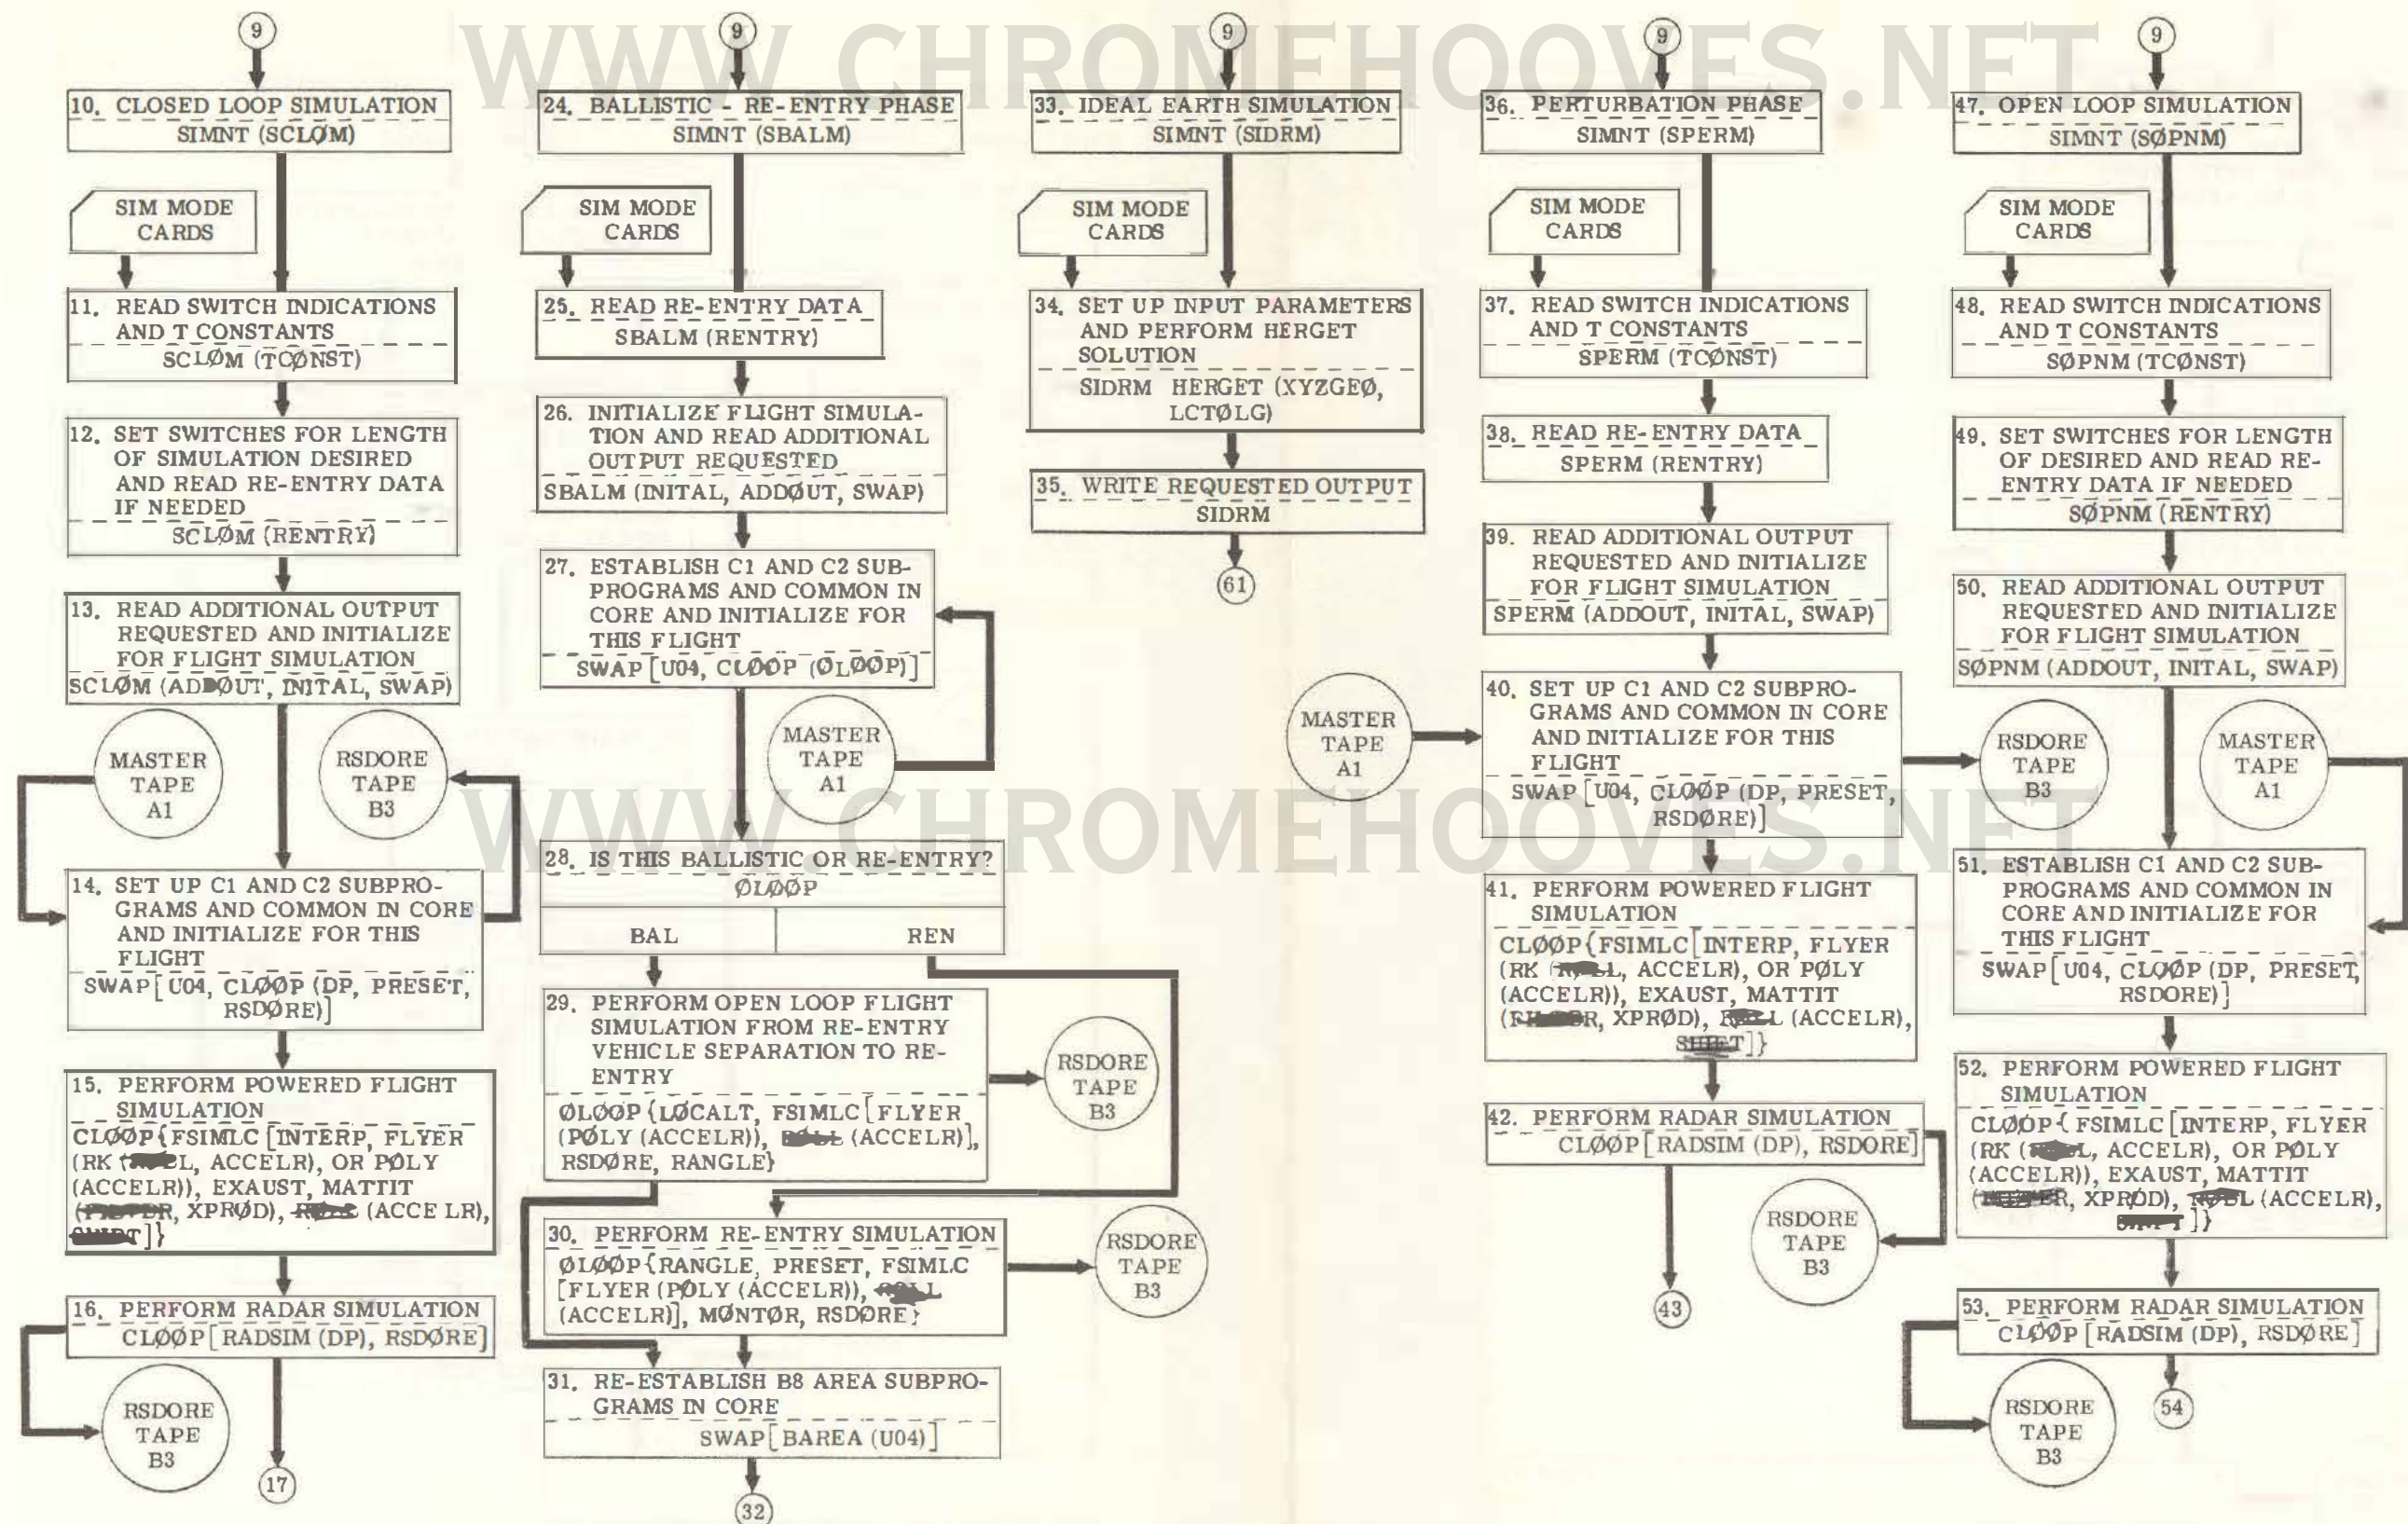 WWW.CHROMEHOOVES.NET
9
10. CLOSED LOOP SIMULATION
SIMNT (SCLØM)
SIM MODE
CARDS
11. READ SWITCH INDICATIONS
AND T CONSTANTS
SCLØM (TCØNST)
12. SET SWITCHES FOR LENGTH
OF SIMULATION DESIRED
AND READ RE-ENTRY DATA
IF NEEDED
SCLØM (RENTRY)
13. READ ADDITIONAL OUTPUT
REQUESTED AND INITIALIZE
FOR FLIGHT SIMULATION
SCLØM (ADDØUT, INITAL, SWAP)
MASTER
TAPE
A1
RSDORE
TAPE
B3
14. SET UP C1 AND C2 SUBPRO-
GRAMS AND COMMON IN CORE
AND INITIALIZE FOR THIS
FLIGHT
SWAP[U04, CLØØP (DP, PRESET,
RSDØRE)]
15. PERFORM POWERED FLIGHT
SIMULATION
CLØØP{FSIMLC[INTERP, FLYER
(RK (L, ACCELR), OR PØLY
(ACCELR)), EXAUST, MATTIT
(R, XPRØD), (ACCELR),
]}
16. PERFORM RADAR SIMULATION
CLØØP[RADSIM (DP), RSDØRE]
RSDORE
TAPE
B3
17
9
24. BALLISTIC - RE-ENTRY PHASE
SIMNT (SBALM)
SIM MODE
CARDS
25. READ RE-ENTRY DATA
SBALM (RENTRY)
26. INITIALIZE FLIGHT SIMULA-
TION AND READ ADDITIONAL
OUTPUT REQUESTED
SBALM (INITAL, ADDØUT, SWAP)
27. ESTABLISH C1 AND C2 SUB-
PROGRAMS AND COMMON IN
CORE AND INITIALIZE FOR
THIS FLIGHT
SWAP[U04, CLØØP (ØLØØP)]
MASTER
TAPE
A1
28. IS THIS BALLISTIC OR RE-ENTRY?
ØLØØP
BAL REN
29. PERFORM OPEN LOOP FLIGHT
SIMULATION FROM RE-ENTRY
VEHICLE SEPARATION TO RE-
ENTRY
ØLØØP{LØCALT, FSIMLC[FLYER
(PØLY (ACCELR)), (ACCELR)],
RSDØRE, RANGLE}
RSDORE
TAPE
B3
30. PERFORM RE-ENTRY SIMULATION
ØLØØP{RANGLE, PRESET, FSIMLC
[FLYER (PØLY (ACCELR)),
(ACCELR)], MØNTØR, RSDØRE}
RSDORE
TAPE
B3
31. RE-ESTABLISH B8 AREA SUBPRO-
GRAMS IN CORE
SWAP[BAREA (U04)]
32
9
33. IDEAL EARTH SIMULATION
SIMNT (SIDRM)
SIM MODE
CARDS
34. SET UP INPUT PARAMETERS
AND PERFORM HERGET
SOLUTION
SIDRM HERGET (XYZGEØ,
LCTØLG)
35. WRITE REQUESTED OUTPUT
SIDRM
61
9
36. PERTURBATION PHASE
SIMNT (SPERM)
SIM MODE
CARDS
37. READ SWITCH INDICATIONS
AND T CONSTANTS
SPERM (TCØNST)
38. READ RE-ENTRY DATA
SPERM (RENTRY)
39. READ ADDITIONAL OUTPUT
REQUESTED AND INITIALIZE
FOR FLIGHT SIMULATION
SPERM (ADDOUT, INITAL, SWAP)
MASTER
TAPE
A1
40. SET UP C1 AND C2 SUBPRO-
GRAMS AND COMMON IN CORE
AND INITIALIZE FOR THIS
FLIGHT
SWAP[U04, CLØØP (DP, PRESET,
RSDØRE)]
RSDORE
TAPE
B3
41. PERFORM POWERED FLIGHT
SIMULATION
CLØØP{FSIMLC[INTERP, FLYER
(RK (L, ACCELR), OR PØLY
(ACCELR)), EXAUST, MATTIT
(R, XPRØD), L (ACCELR),
SHIFT]}
42. PERFORM RADAR SIMULATION
CLØØP[RADSIM (DP), RSDORE]
RSDORE
TAPE
B3
43
9
47. OPEN LOOP SIMULATION
SIMNT (SØPNM)
SIM MODE
CARDS
48. READ SWITCH INDICATIONS
AND T CONSTANTS
SØPNM (TCØNST)
49. SET SWITCHES FOR LENGTH
OF DESIRED AND READ RE-
ENTRY DATA IF NEEDED
SØPNM (RENTRY)
50. READ ADDITIONAL OUTPUT
REQUESTED AND INITIALIZE
FOR FLIGHT SIMULATION
SØPNM (ADDOUT, INITAL, SWAP)
MASTER
TAPE
A1
51. ESTABLISH C1 AND C2 SUB-
PROGRAMS AND COMMON IN
CORE AND INITIALIZE FOR
THIS FLIGHT
SWAP[U04, CLØØP (DP, PRESET,
RSDORE)]
52. PERFORM POWERED FLIGHT
SIMULATION
CLØØP{FSIMLC[INTERP, FLYER
(RK (L, ACCELR), OR PØLY
(ACCELR)), EXAUST, MATTIT
(R, XPRØD), L (ACCELR),
]}
53. PERFORM RADAR SIMULATION
CLØØP[RADSIM (DP), RSDØRE]
RSDORE
TAPE
B3
54
WWW.CHROMEHOOVES.NET